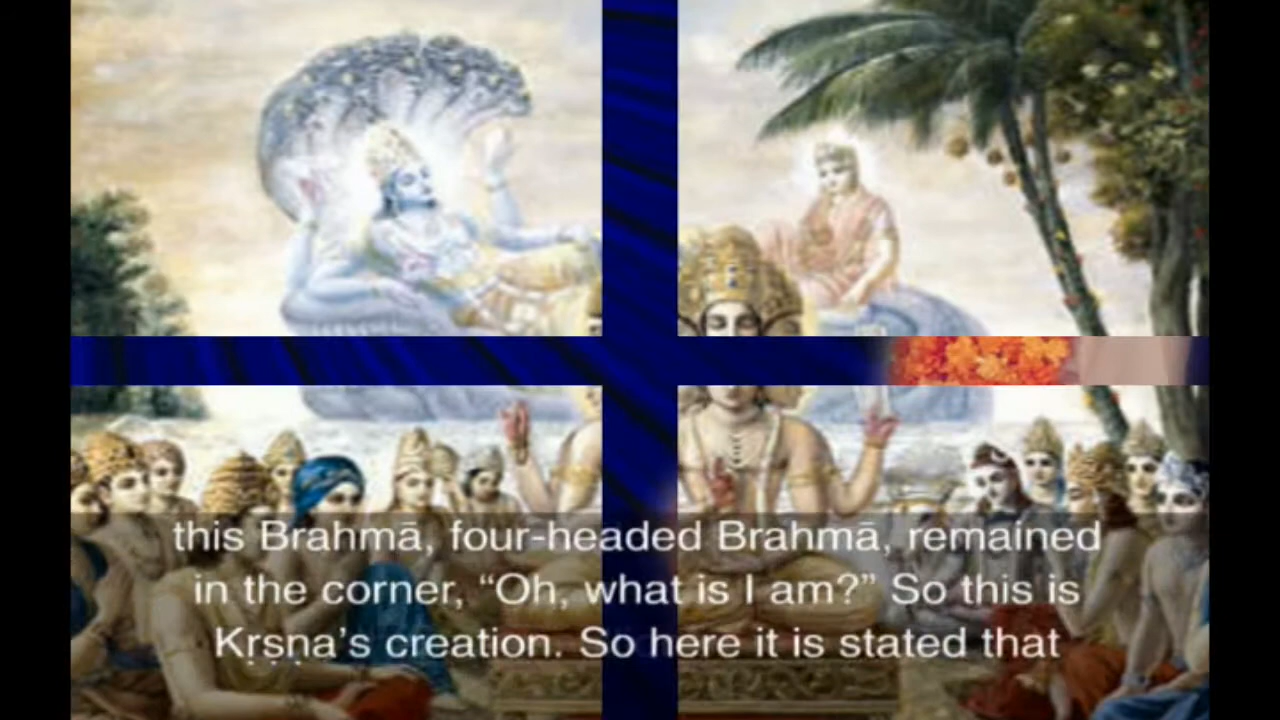 this Brahmā, four-headed Brahmā, remained
in the corner, “Oh, what is I am?” So this is
Kṛṣṇa’s creation. So here it is stated that